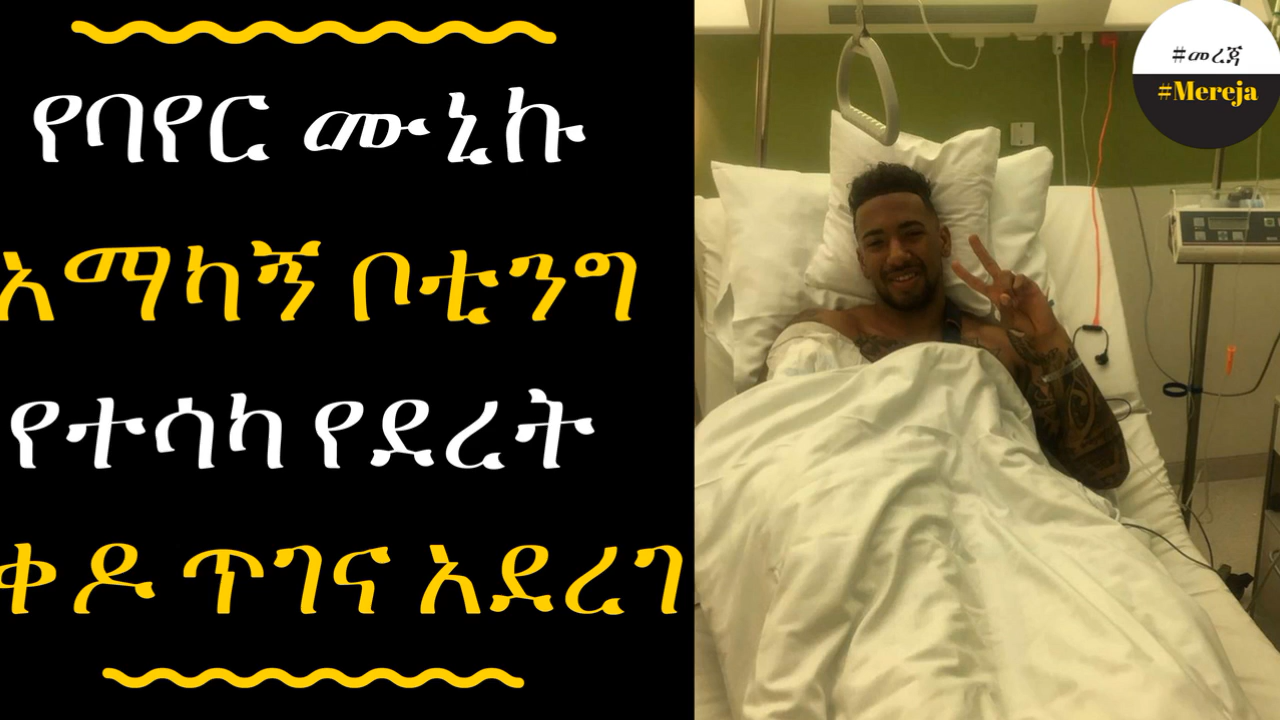 የባየር ሙኒኩ
አማካኝ ቦቲንግ
የተሳካ የደረት
ቀዶ ጥገና አደረገ
#መረጃ
#Mereja